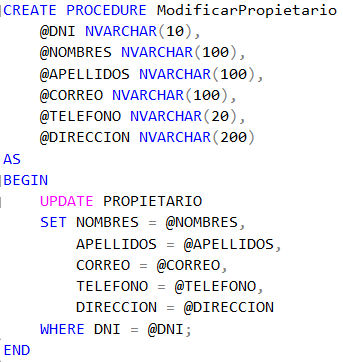 CREATE PROCEDURE ModificarPropietario
@DNI NVARCHAR(10),
@NOMBRES NVARCHAR(100),
@APELLIDOS NVARCHAR(100),
@CORREO NVARCHAR(100),
@TELEFONO NVARCHAR(20),
@DIRECCION NVARCHAR(200)
AS
BEGIN
UPDATE PROPIETARIO
SET NOMBRES = @NOMBRES,
APELLIDOS = @APELLIDOS,
CORREO = @CORREO,
TELEFONO = @TELEFONO,
DIRECCION = @DIRECCION
WHERE DNI = @DNI;
END